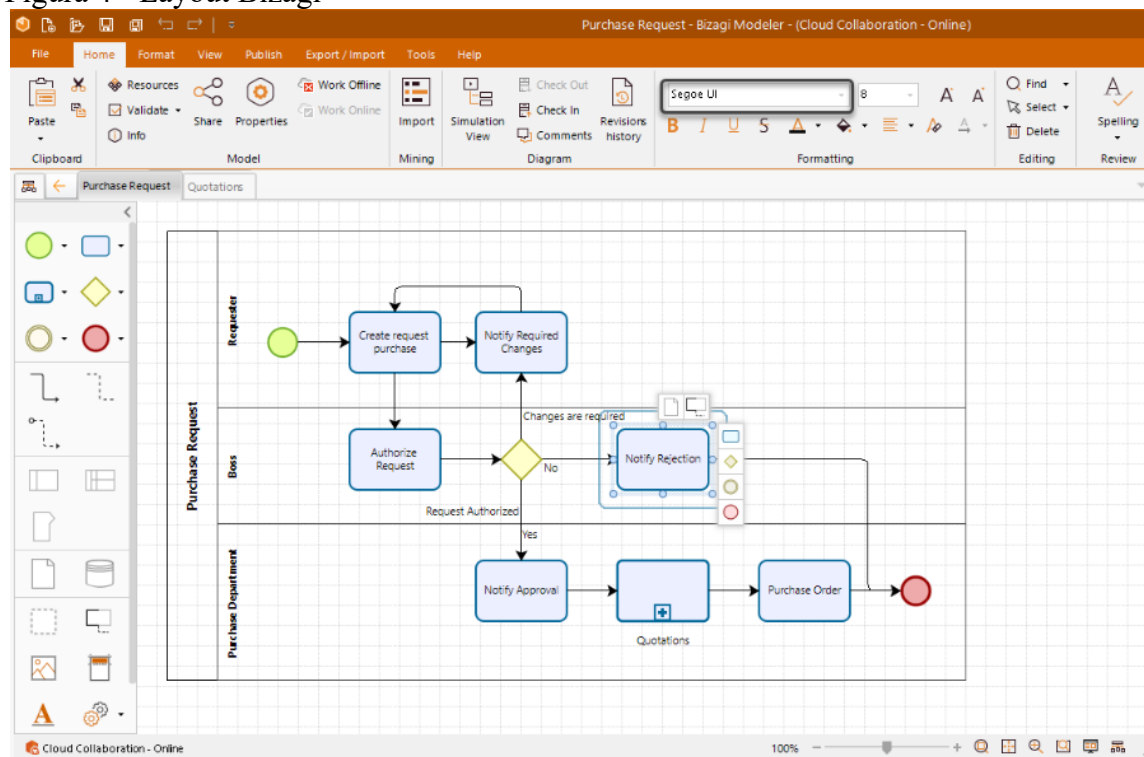 Figura 4 - Layout Bizagi
Purchase Request - Bizagi Modeler - (Cloud Collaboration - Online)
File Home Format View Publish Export / Import Tools Help
Paste
Clipboard
Resources
Validate
Info
Share
Properties
Work Offline
Work Online
Model
Import
Mining
Simulation View
Check Out
Check In
Comments
Revisions history
Diagram
Segoe UI 8 A A
B I U S A
Formatting
Find
Select
Delete
Editing
Spelling
Review
Purchase Request Quotations
Purchase Request
Requester
Create request
purchase
Notify Required
Changes
Changes are required
Boss
Authorize
Request
No
Notify Rejection
Request Authorized
Yes
Purchase Department
Notify Approval
Quotations
Purchase Order
A
Cloud Collaboration - Online
100%